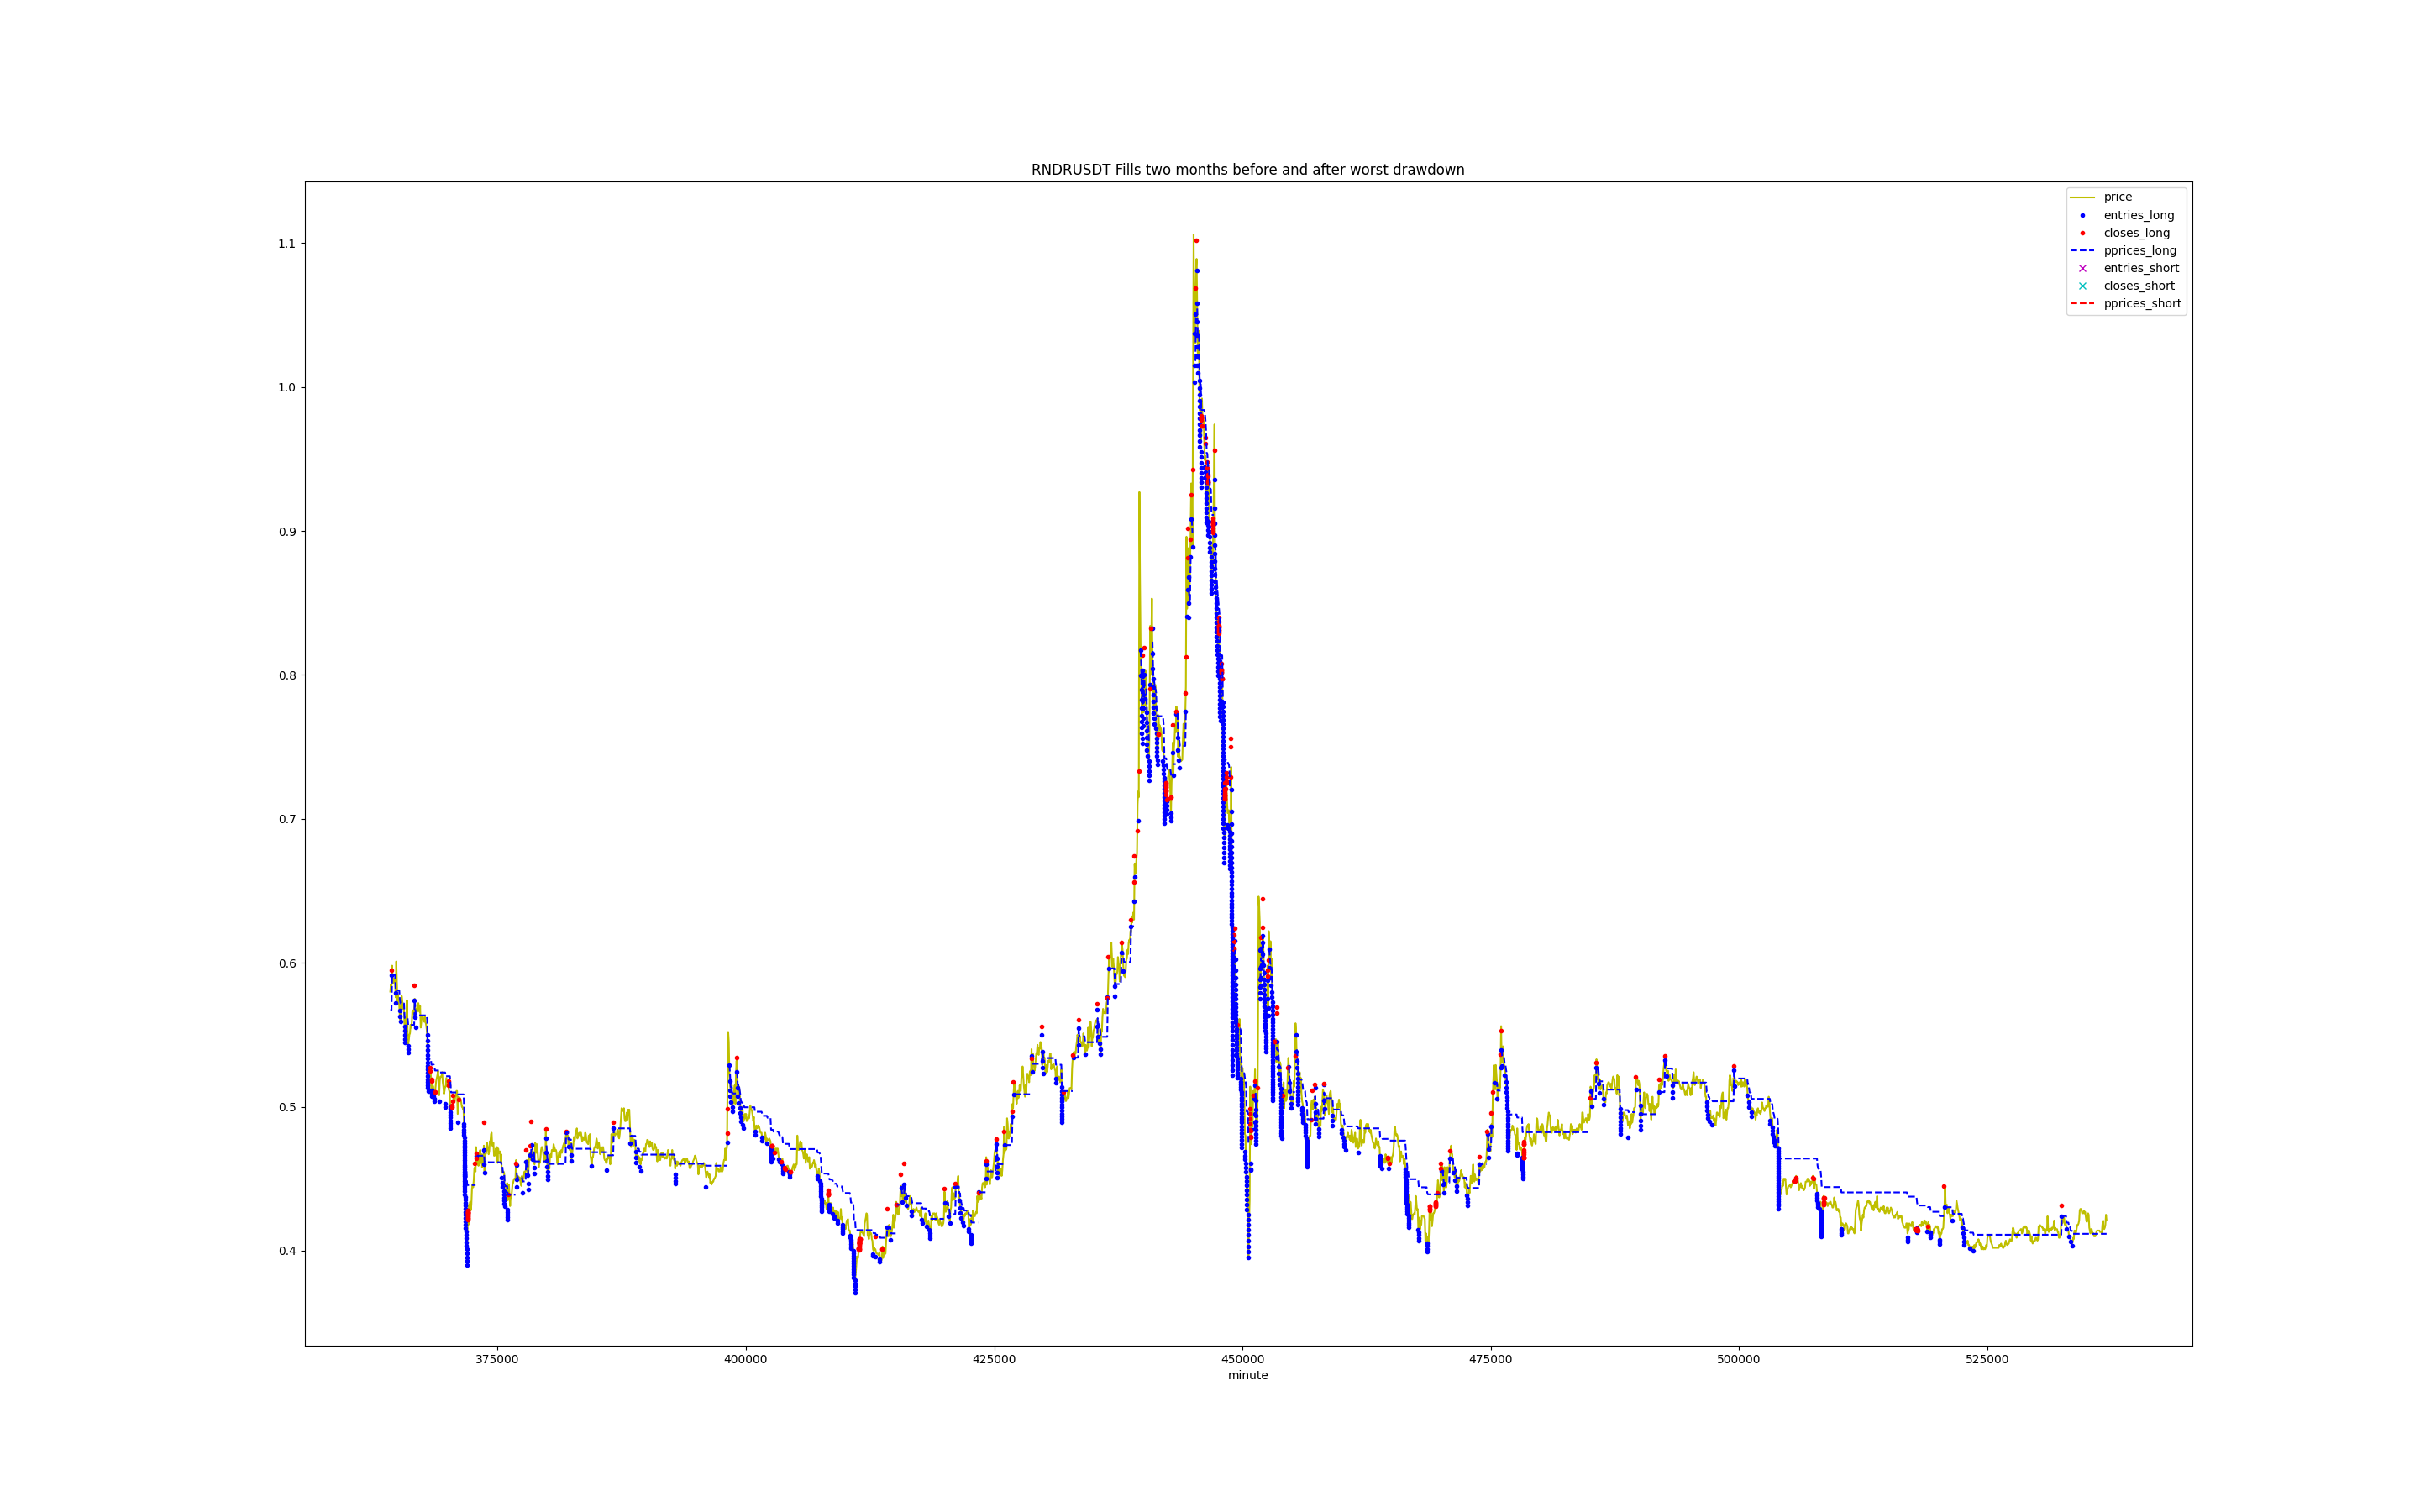 RNDRUSDT Fills two months before and after worst drawdown
price
entries_long
closes_long
pprices_long
entries_short
closes_short
pprices_short
1.1
1.0
0.9
0.8
0.7
0.6
0.5
0.4
375000 400000 425000 450000 475000 500000 525000
minute